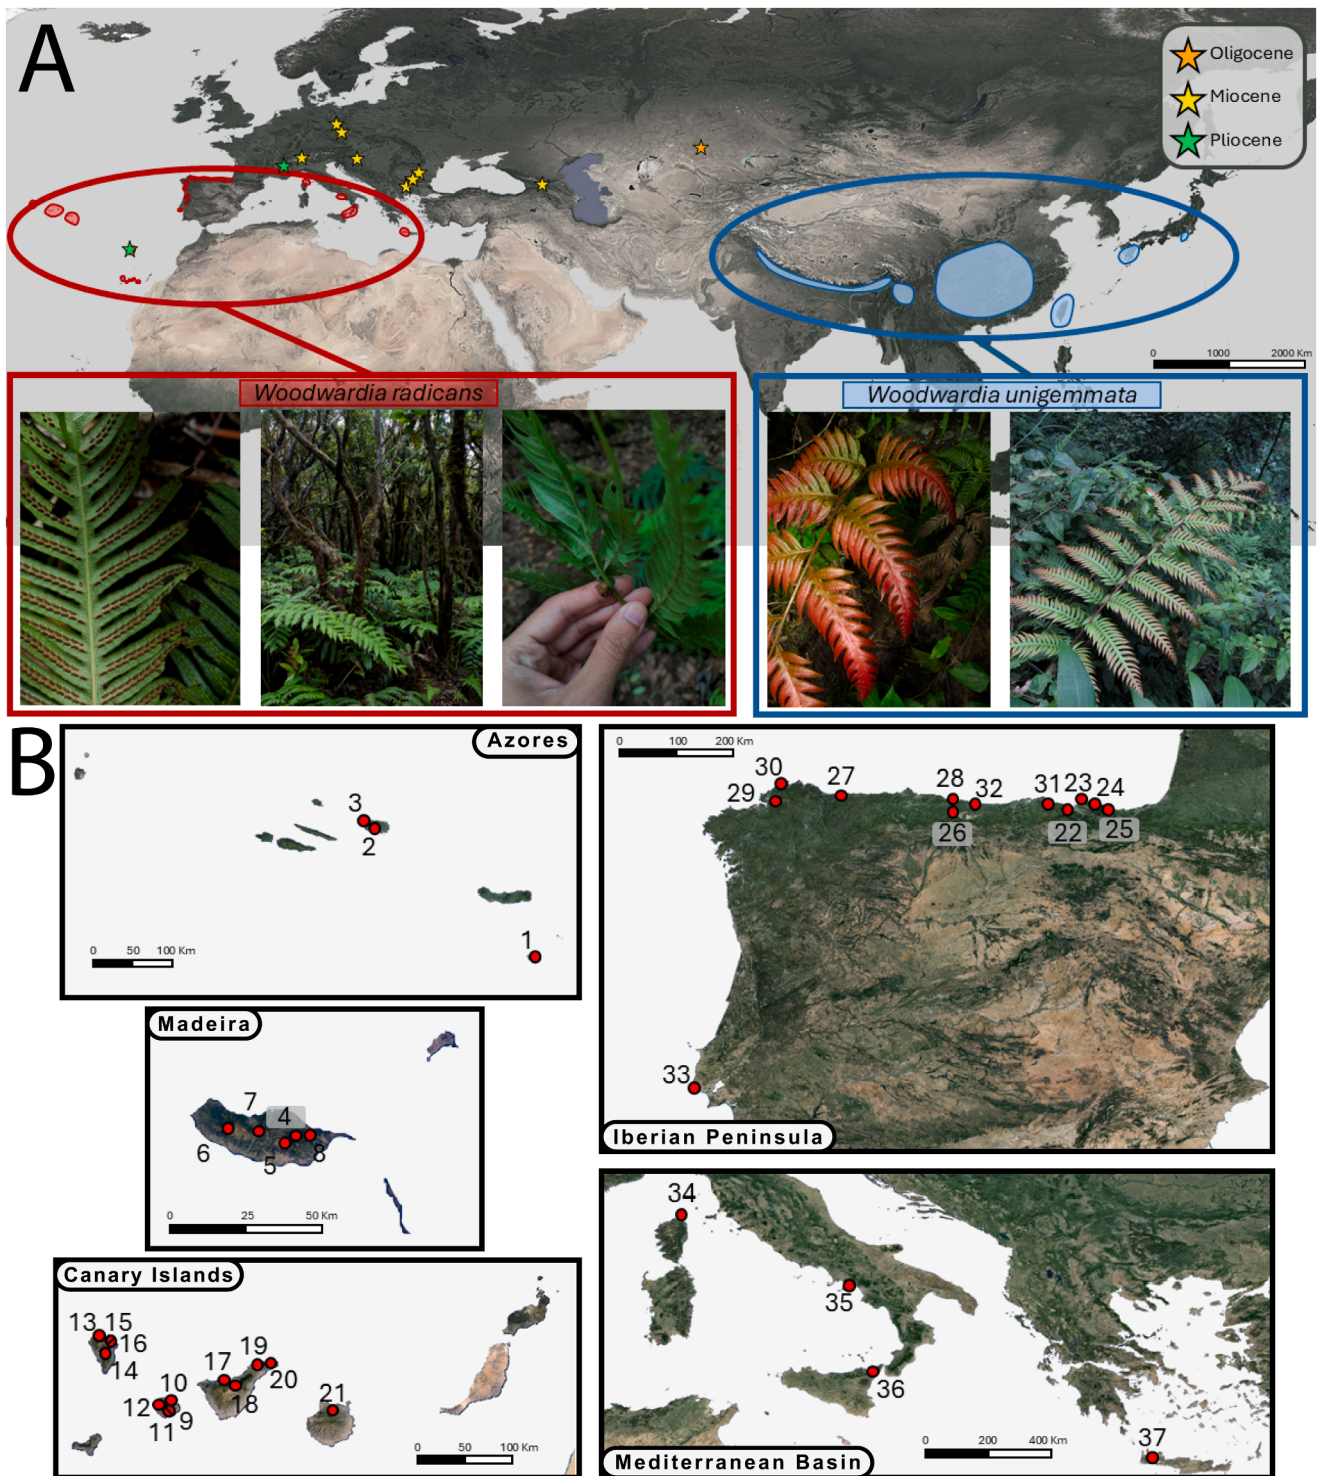 A
Oligocene
Miocene
Pliocene
0 1000 2000 Km
Woodwardia radicans
Woodwardia unigemmata
B
Azores
3
2
1
0 50 100 Km
Madeira
7
4
6
5
8
0 25 50 Km
Canary Islands
13
15
16
14
10
12
9
11
17
19
20
18
21
0 50 100 Km
0 100 200 Km
30
29
27
28
32
26
31
23
24
22
25
33
Iberian Peninsula
34
35
36
37
0 200 400 Km
Mediterranean Basin